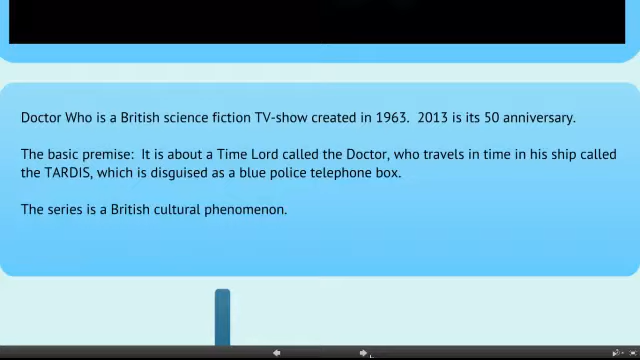 Doctor Who is a British science fiction TV-show created in 1963.  2013 is its 50 anniversary.
The basic premise:  It is about a Time Lord called the Doctor, who travels in time in his ship called
the TARDIS, which is disguised as a blue police telephone box.
The series is a British cultural phenomenon.